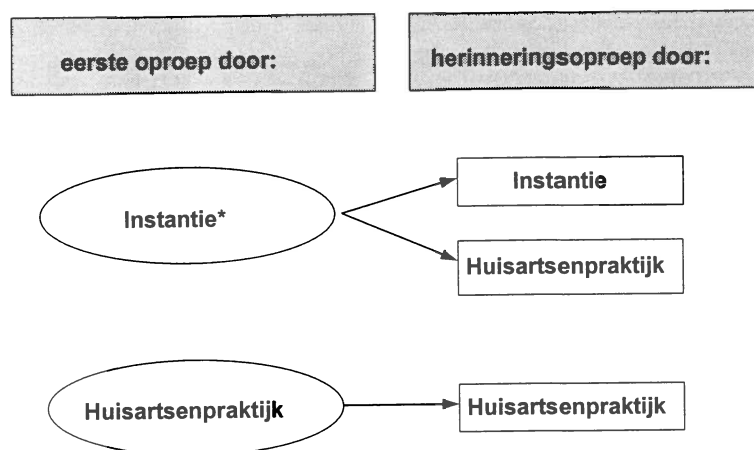 eerste oproep door:
herinneringsoproep door:
Instantie*
Instantie
Huisartsenpraktijk
Huisartsenpraktijk
Huisartsenpraktijk